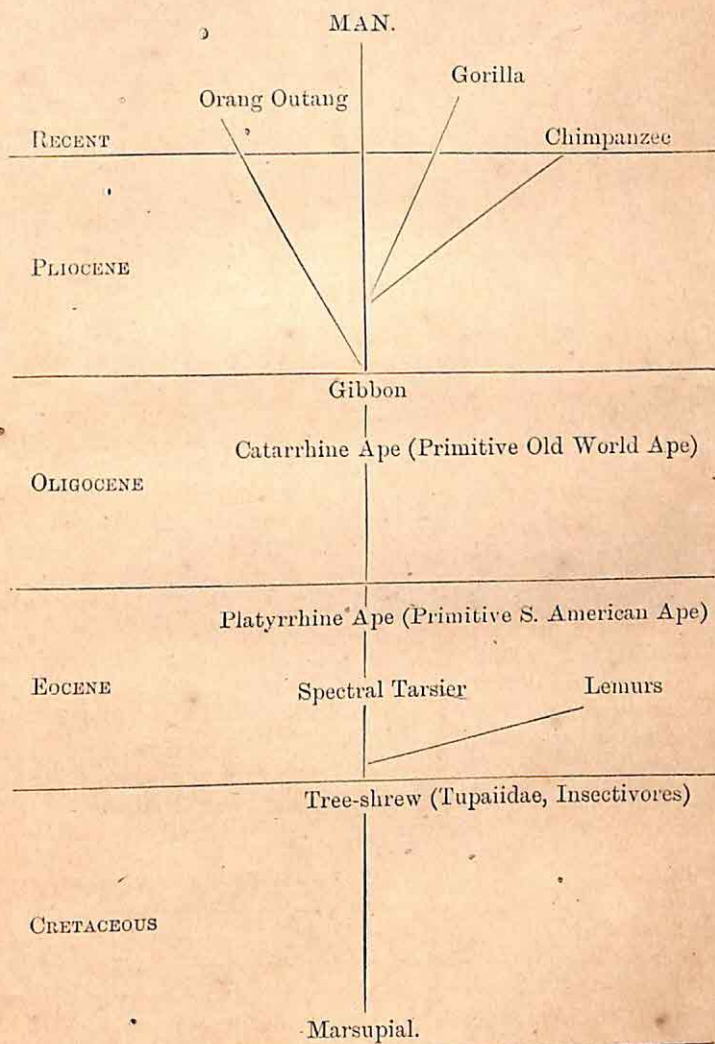 MAN.
Gorilla
Orang Outang
RECENT
Chimpanzee
PLIOCENE
Gibbon
Catarrhine Ape (Primitive Old World Ape)
OLIGOCENE
Platyrrhine Ape (Primitive S. American Ape)
EOCENE
Spectral Tarsier
Lemurs
Tree-shrew (Tupaiidae, Insectivores)
CRETACEOUS
Marsupial.